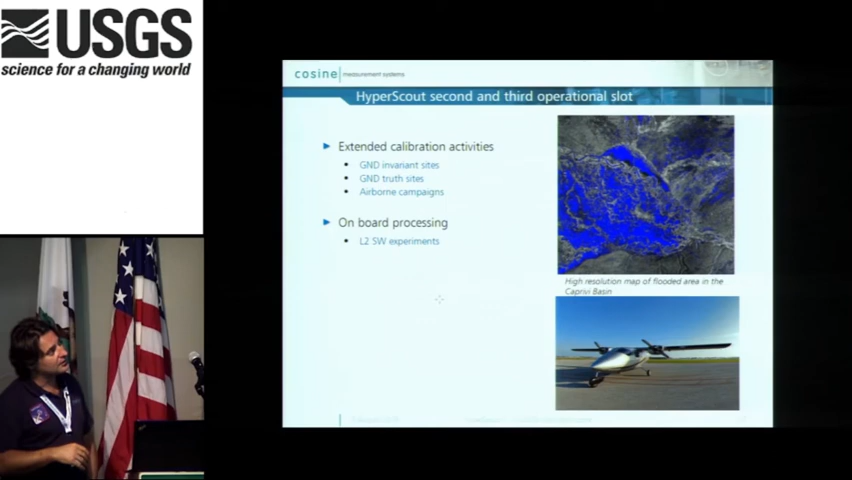 USGS
science for a changing world
cosine measurement systems
HyperScout second and third operational slot
Extended calibration activities
GND invariant sites
GND truth sites
Airborne campaigns
On board processing
L2 SW experiments
High resolution map of flooded area in the
Caprivi Basin